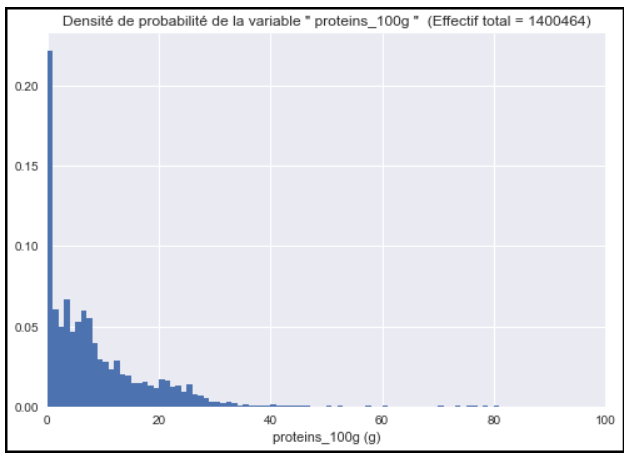 Densité de probabilité de la variable " proteins_100g "  (Effectif total = 1400464)
0.20
0.15
0.10
0.05
0.00
0 20 40 60 80 100
proteins_100g (g)